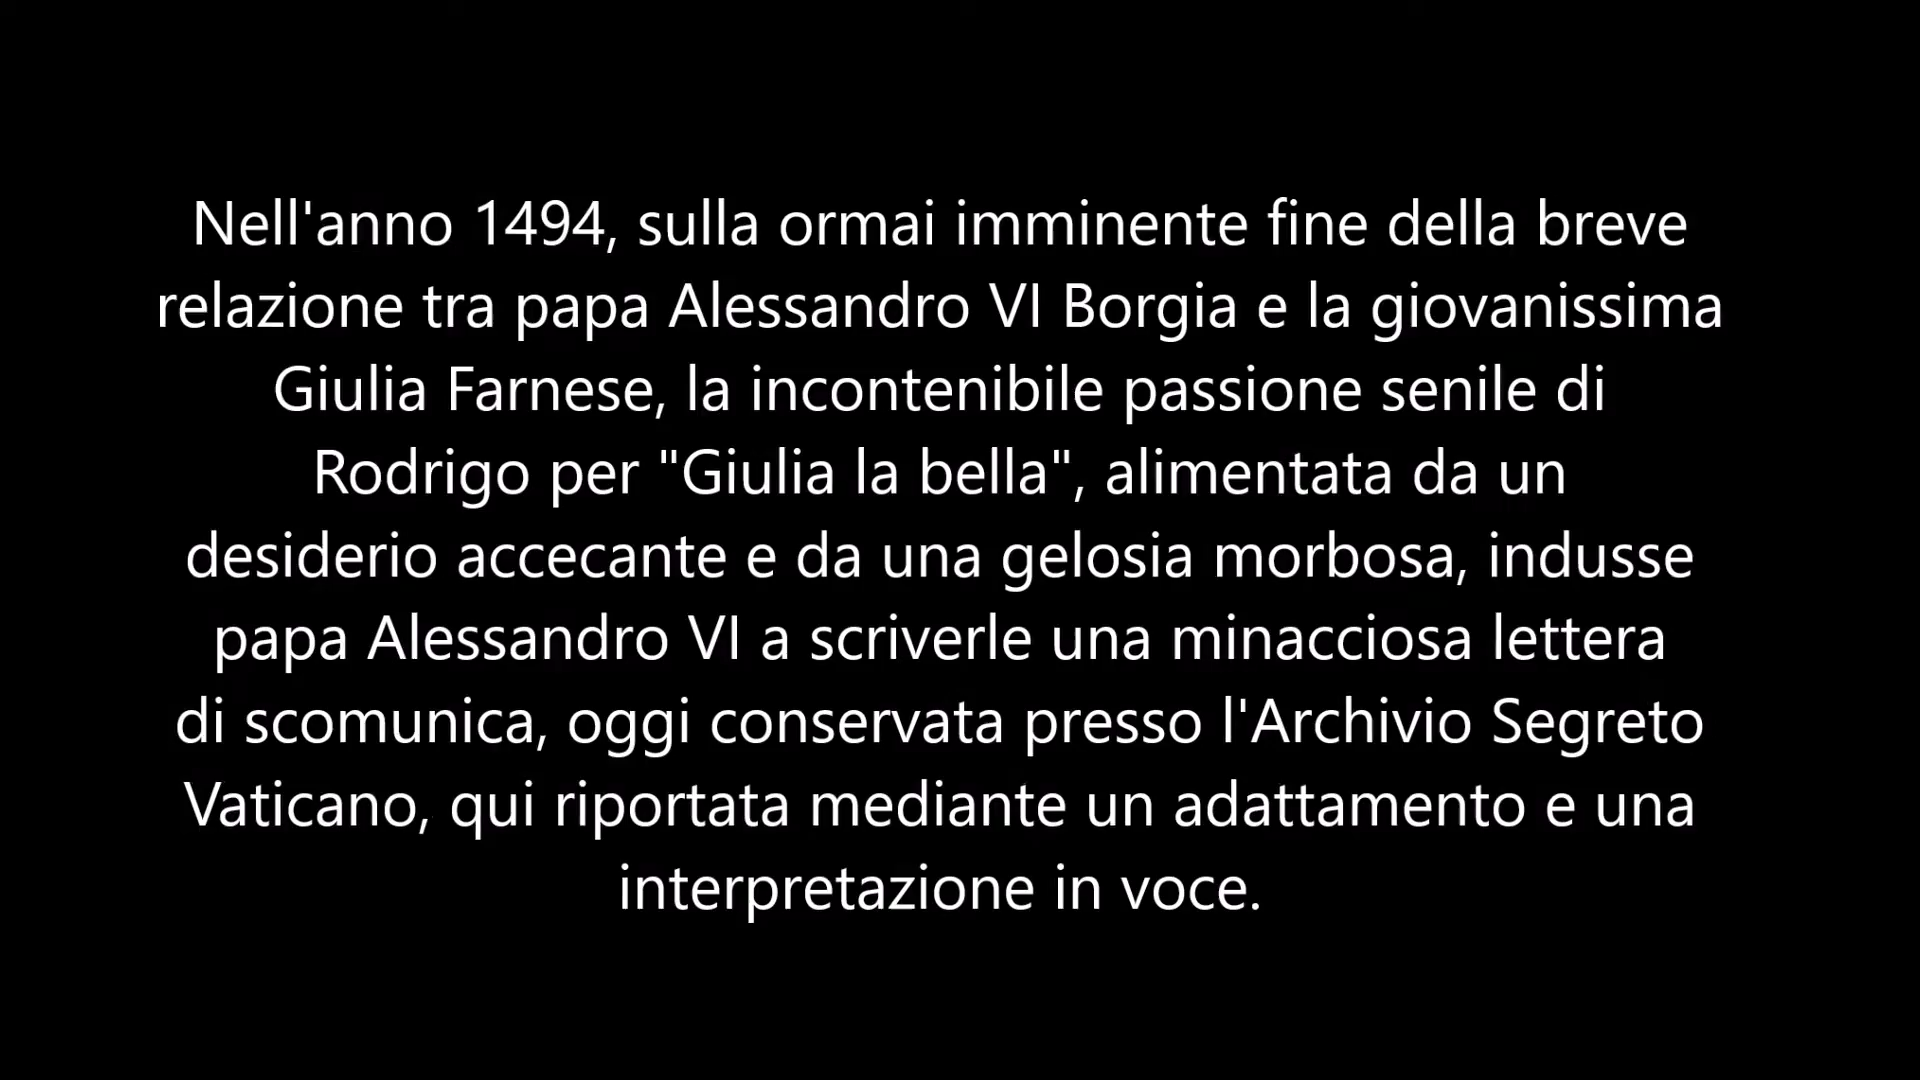 Nell'anno 1494, sulla ormai imminente fine della breve
relazione tra papa Alessandro VI Borgia e la giovanissima
Giulia Farnese, la incontenibile passione senile di
Rodrigo per "Giulia la bella", alimentata da un
desiderio accecante e da una gelosia morbosa, indusse
papa Alessandro VI a scriverle una minacciosa lettera
di scomunica, oggi conservata presso l'Archivio Segreto
Vaticano, qui riportata mediante un adattamento e una
interpretazione in voce.